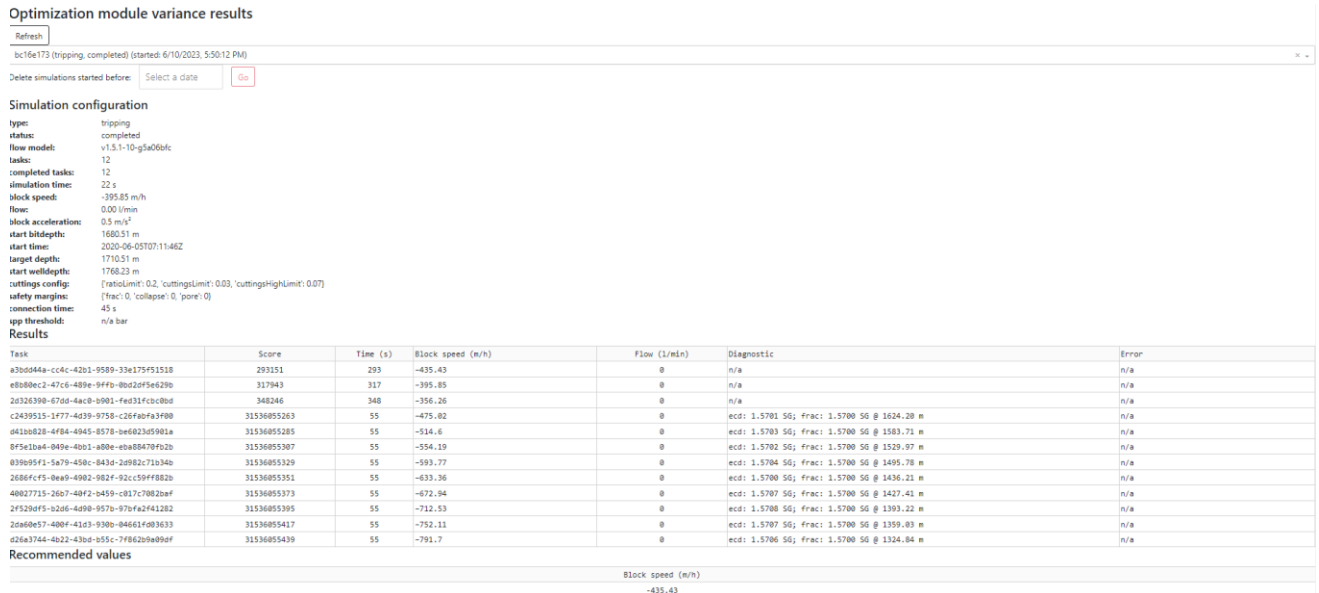 Optimization module variance results
Refresh
bc16e173 (tripping, completed) (started: 6/10/2023, 5:50:12 PM)
Delete simulations started before: Select a date Go
Simulation configuration
type: tripping
status: completed
flow model: v1.5.1-10-g5a06bfc
tasks: 12
completed tasks: 12
simulation time: 22 s
block speed: -395.85 m/h
flow: 0.00 l/min
block acceleration: 0.5 m/s²
start bitdepth: 1680.51 m
start time: 2020-06-05T07:11:46Z
target depth: 1710.51 m
start welldepth: 1768.23 m
cuttings config: {'ratioLimit': 0.2, 'cuttingsLimit': 0.03, 'cuttingsHighLimit': 0.07}
safety margins: {'frac': 0, 'collapse': 0, 'pore': 0}
connection time: 45 s
spp threshold: n/a bar
Results
Task Score Time (s) Block speed (m/h) Flow (l/min) Diagnostic Error
a3bdd44a-cc4c-42b1-9589-33e175f51518 293151 293 -435.43 0 n/a n/a
e8b80ec2-47c6-489e-9ffb-0bd2df5e629b 317943 317 -395.85 0 n/a n/a
2d326390-67dd-4ac0-b901-fed31fcbc0bd 348246 348 -356.26 0 n/a n/a
c2439515-1f77-4d39-9758-c26fabfa3f00 31536055263 55 -475.02 0 ecd: 1.5701 SG; frac: 1.5700 SG @ 1624.20 m n/a
d41bb828-4f84-4945-8578-be6023d5901a 31536055285 55 -514.6 0 ecd: 1.5703 SG; frac: 1.5700 SG @ 1583.71 m n/a
8f5e1ba4-049e-4bb1-a80e-eba88470fb2b 31536055307 55 -554.19 0 ecd: 1.5702 SG; frac: 1.5700 SG @ 1529.97 m n/a
039b95f1-5a79-450c-843d-2d982c71b34b 31536055329 55 -593.77 0 ecd: 1.5704 SG; frac: 1.5700 SG @ 1495.78 m n/a
2686fcf5-0ea9-4902-982f-92cc59ff882b 31536055351 55 -633.36 0 ecd: 1.5700 SG; frac: 1.5700 SG @ 1436.21 m n/a
40027715-26b7-40f2-b459-c017c7082baf 31536055373 55 -672.94 0 ecd: 1.5707 SG; frac: 1.5700 SG @ 1427.41 m n/a
2f529df5-b2d6-4d90-957b-97bfa2f41282 31536055395 55 -712.53 0 ecd: 1.5708 SG; frac: 1.5700 SG @ 1393.22 m n/a
2da60e57-400f-41d3-930b-04661fd03633 31536055417 55 -752.11 0 ecd: 1.5707 SG; frac: 1.5700 SG @ 1359.03 m n/a
d26a3744-4b22-43bd-b55c-7f862b9a09df 31536055439 55 -791.7 0 ecd: 1.5706 SG; frac: 1.5700 SG @ 1324.84 m n/a
Recommended values
Block speed (m/h)
-435.43